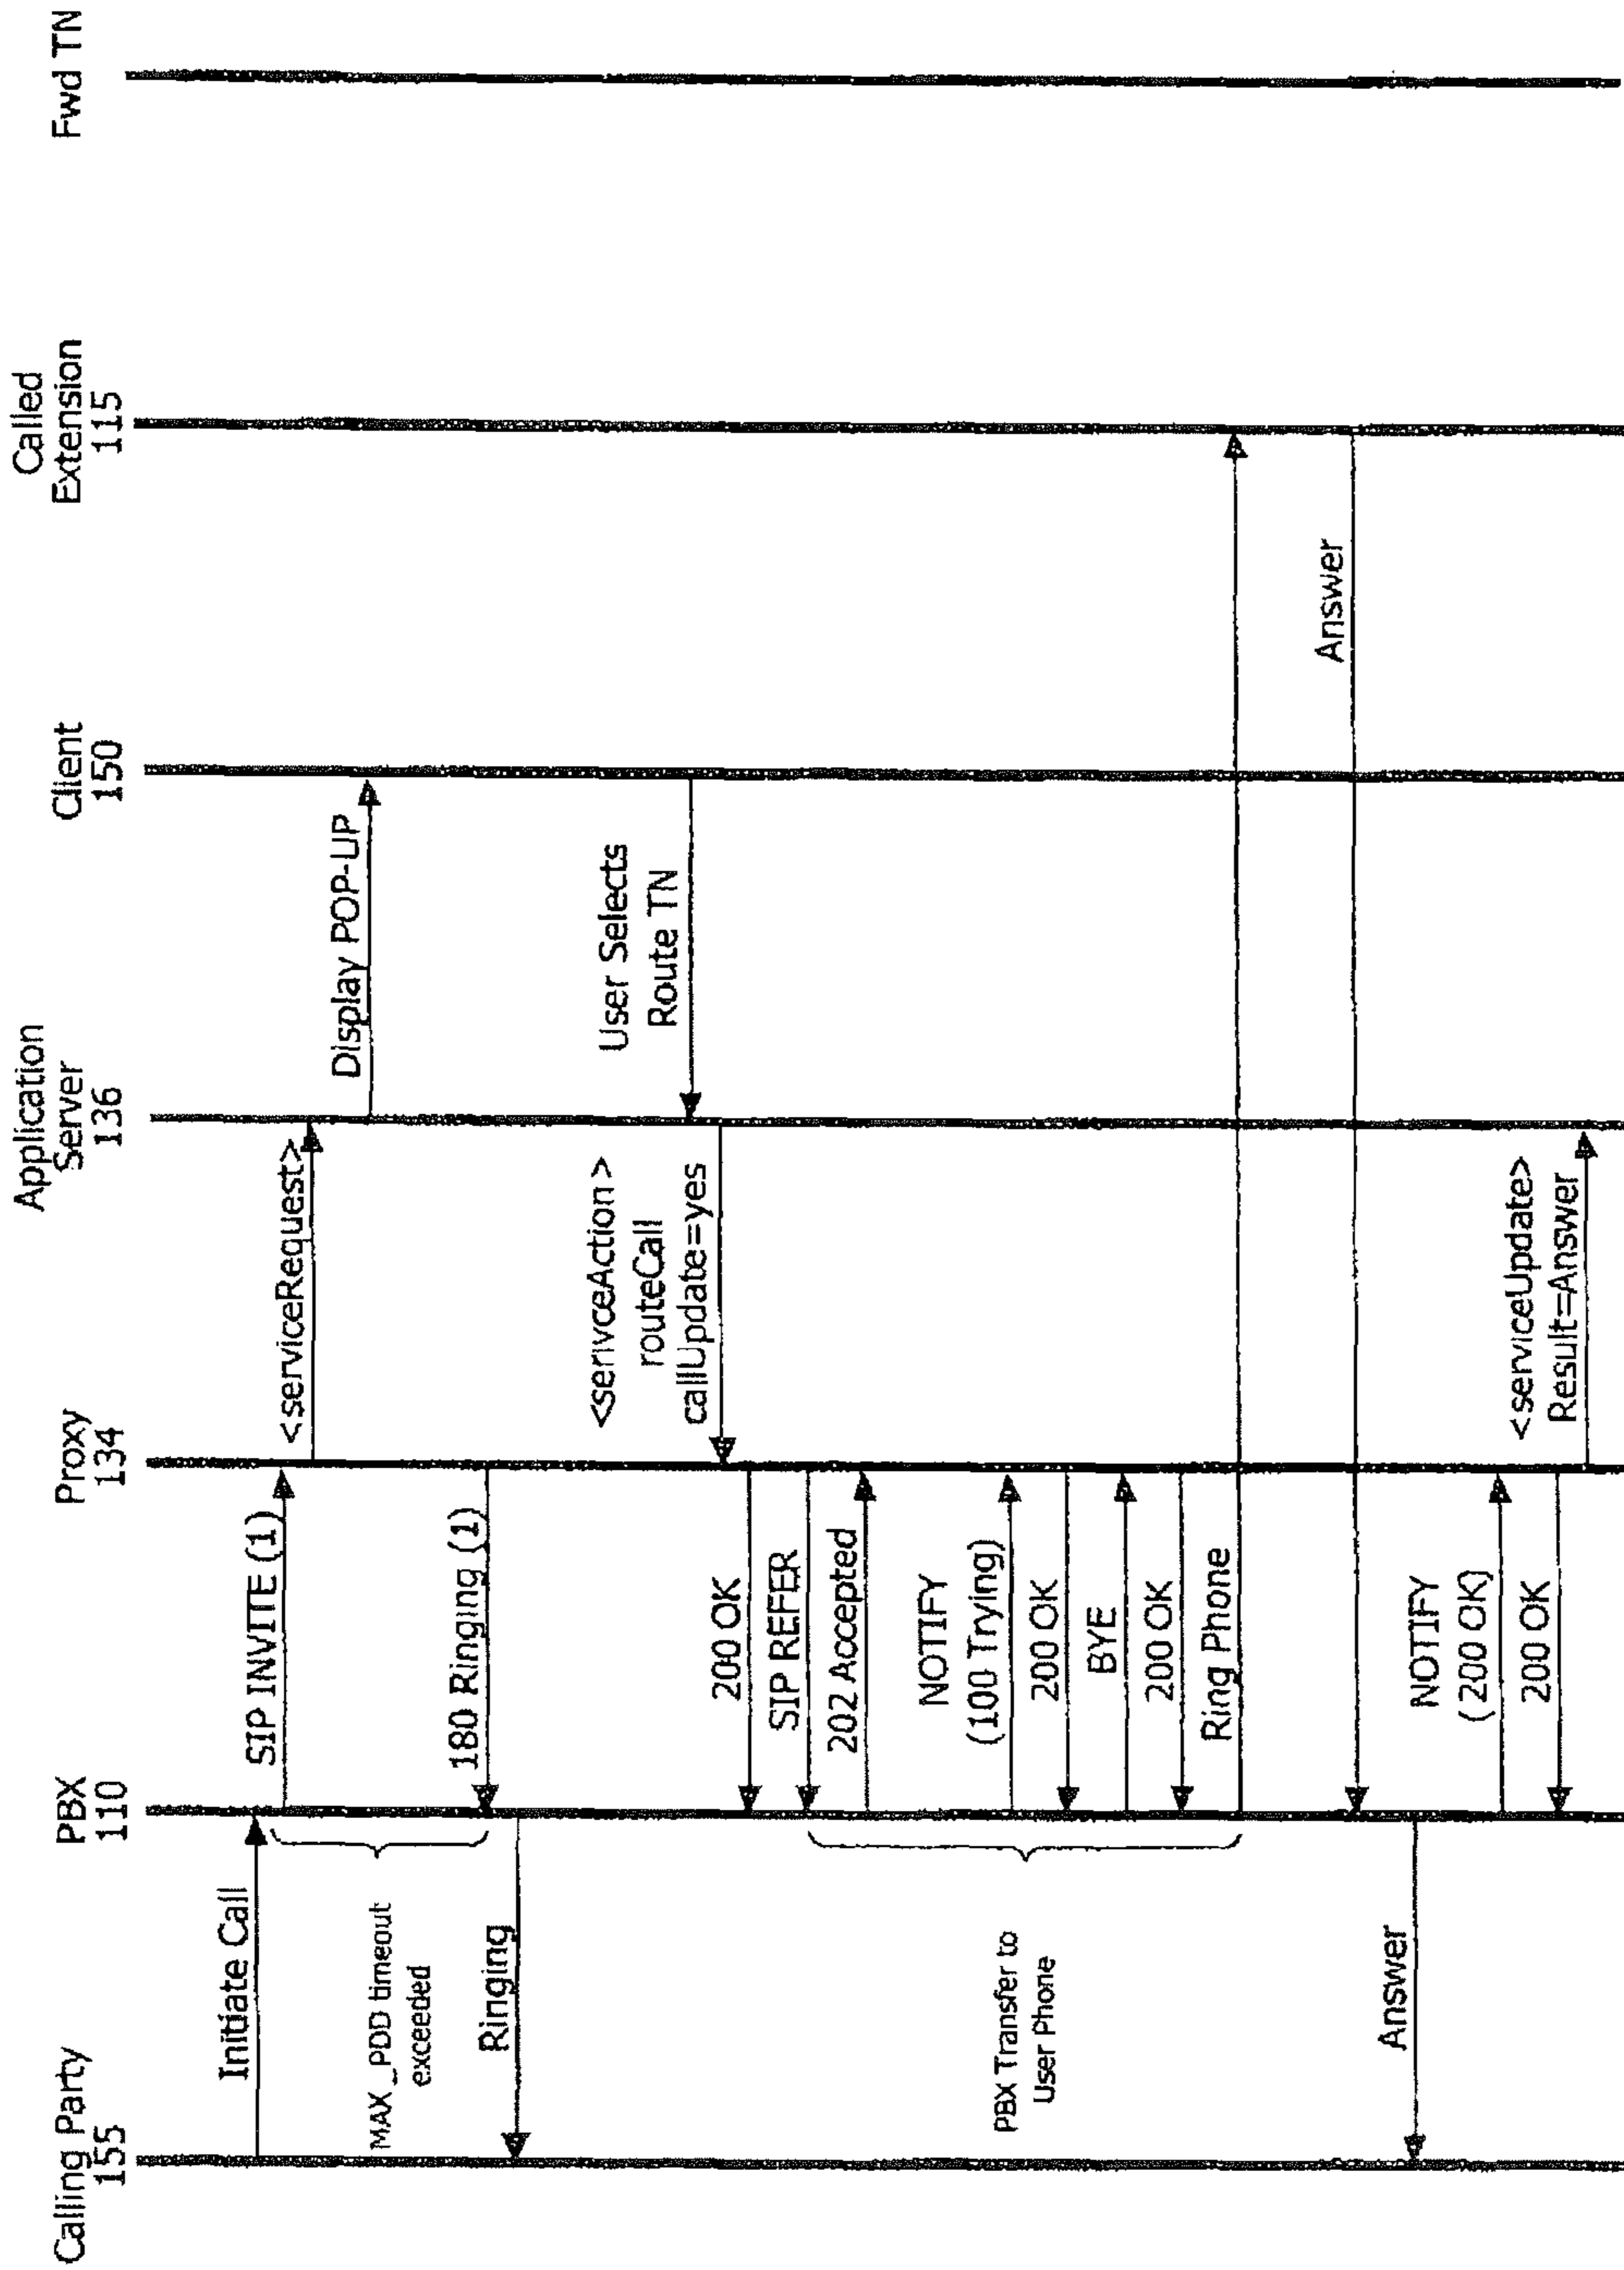 Calling Party
155
PBX
110
Proxy
134
Application
Server
136
Client
150
Called
Extension
115
Fwd TN
Initiate Call
SIP INVITE (1)
<serviceRequest>
Display POP-UP
MAX_PDD timeout
exceeded
180 Ringing (1)
Ringing
User Selects
Route TN
<serivceAction>
routeCall
callUpdate=yes
200 OK
SIP REFER
202 Accepted
NOTIFY
(100 Trying)
200 OK
BYE
200 OK
Ring Phone
PBX Transfer to
User Phone
Answer
Answer
NOTIFY
(200 OK)
200 OK
<serviceUpdate>
Result=Answer